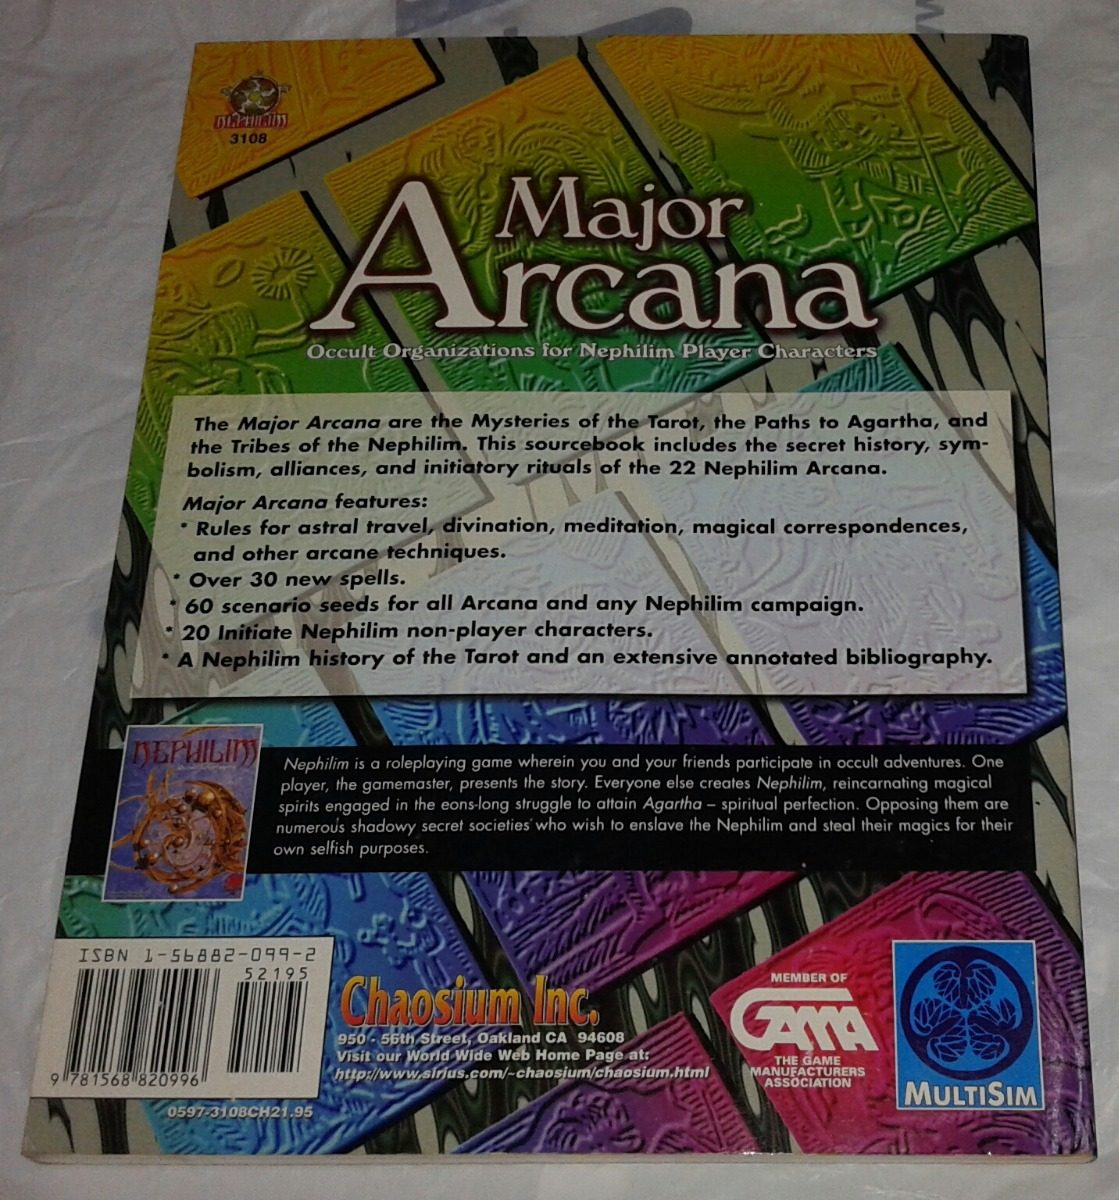 NEPHILIM
3108
Major
Arcana
Occult Organizations for Nephilim Player Characters
The Major Arcana are the Mysteries of the Tarot, the Paths to Agartha, and
the Tribes of the Nephilim. This sourcebook includes the secret history, sym-
bolism, alliances, and initiatory rituals of the 22 Nephilim Arcana.
Major Arcana features:
* Rules for astral travel, divination, meditation, magical correspondences,
and other arcane techniques.
* Over 30 new spells.
* 60 scenario seeds for all Arcana and any Nephilim campaign.
* 20 Initiate Nephilim non-player characters.
* A Nephilim history of the Tarot and an extensive annotated bibliography.
NEPHILIM
Nephilim is a roleplaying game wherein you and your friends participate in occult adventures. One
player, the gamemaster, presents the story. Everyone else creates Nephilim, reincarnating magical
spirits engaged in the eons-long struggle to attain Agartha – spiritual perfection. Opposing them are
numerous shadowy secret societies who wish to enslave the Nephilim and steal their magics for their
own selfish purposes.
ISBN 1-56882-099-2
52195
9 781568 820996
0597-3108CH21.95
Chaosium Inc.
950 - 56th Street, Oakland CA 94608
Visit our World Wide Web Home Page at:
http://www.sirius.com/~chaosium/chaosium.html
MEMBER OF
GAMA
THE GAME
MANUFACTURERS
ASSOCIATION
MULTISIM